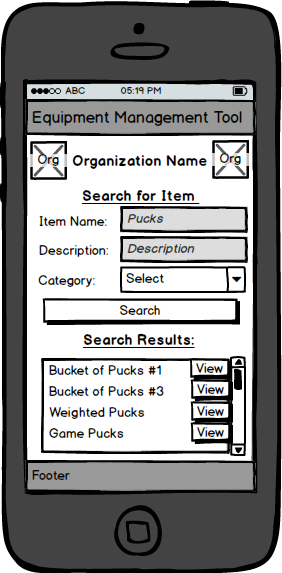 ABC 05:19 PM
Equipment Management Tool
Org Organization Name Org
Search for Item
Item Name: Pucks
Description: Description
Category: Select
Search
Search Results:
Bucket of Pucks #1 View
Bucket of Pucks #3 View
Weighted Pucks View
Game Pucks View
Footer